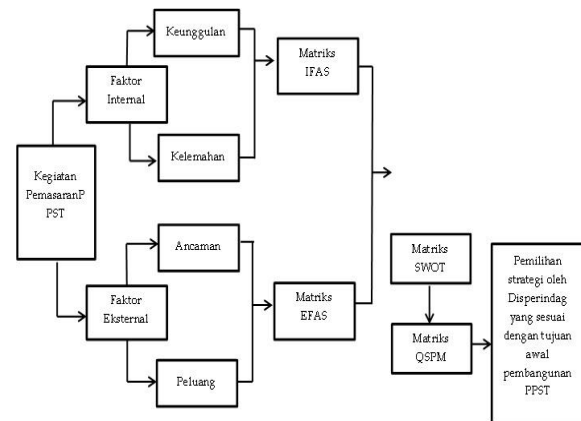 Kegiatan
PemasaranP
PST
Faktor
Internal
Keunggulan
Kelemahan
Matriks
IFAS
Faktor
Eksternal
Ancaman
Peluang
Matriks
EFAS
Matriks
SWOT
Matriks
QSPM
Pemilihan
strategi oleh
Disperindag
yang sesuai
dengan tujuan
awal
pembangunan
PPST